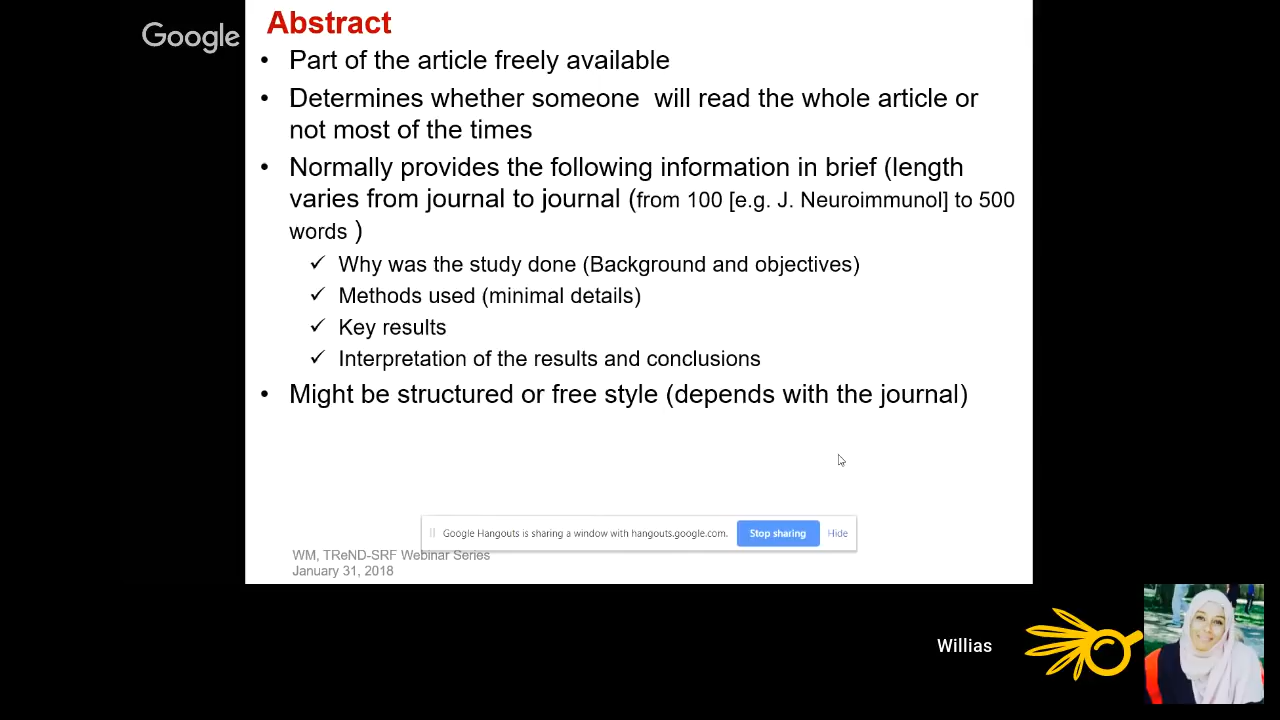 Google
Abstract
• Part of the article freely available
• Determines whether someone will read the whole article or
not most of the times
• Normally provides the following information in brief (length
varies from journal to journal (from 100 [e.g. J. Neuroimmunol] to 500
words )
✓ Why was the study done (Background and objectives)
✓ Methods used (minimal details)
✓ Key results
✓ Interpretation of the results and conclusions
• Might be structured or free style (depends with the journal)
Google Hangouts is sharing a window with hangouts.google.com. Stop sharing Hide
WM, TReND-SRF Webinar Series
January 31, 2018
Willias